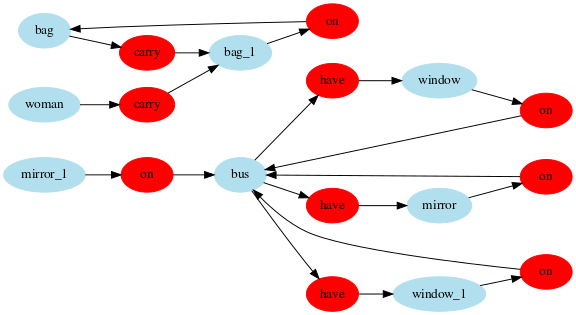 bag
carry
bag_1
on
woman
carry
have
window
on
mirror_1
on
bus
have
mirror
on
have
window_1
on